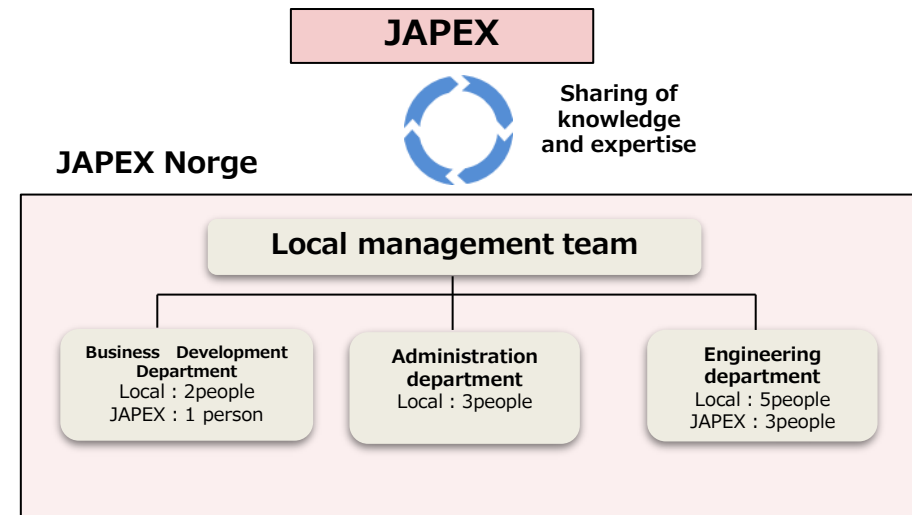 JAPEX
Sharing of
knowledge
and expertise
JAPEX Norge
Local management team
Business Development
Department
Local : 2people
JAPEX : 1 person
Administration
department
Local : 3people
Engineering
department
Local : 5people
JAPEX : 3people